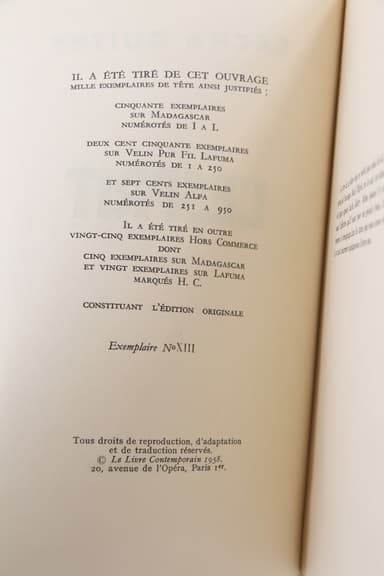 IL A ÉTÉ TIRÉ DE CET OUVRAGE
MILLE EXEMPLAIRES DE TÊTE AINSI JUSTIFIÉS :
CINQUANTE EXEMPLAIRES
SUR MADAGASCAR
NUMÉROTÉS DE I A L
DEUX CENT CINQUANTE EXEMPLAIRES
SUR VELIN PUR FIL LAFUMA
NUMÉROTÉS DE 1 A 250
ET SEPT CENTS EXEMPLAIRES
SUR VELIN ALFA
NUMÉROTÉS DE 251 A 950
IL A ÉTÉ TIRÉ EN OUTRE
VINGT-CINQ EXEMPLAIRES HORS COMMERCE
DONT
CINQ EXEMPLAIRES SUR MADAGASCAR
ET VINGT EXEMPLAIRES SUR LAFUMA
MARQUÉS H. C.
CONSTITUANT L'ÉDITION ORIGINALE
Exemplaire No XIII
Tous droits de reproduction, d'adaptation
et de traduction réservés.
© Le Livre Contemporain 1958.
20, avenue de l'Opéra, Paris 1er.